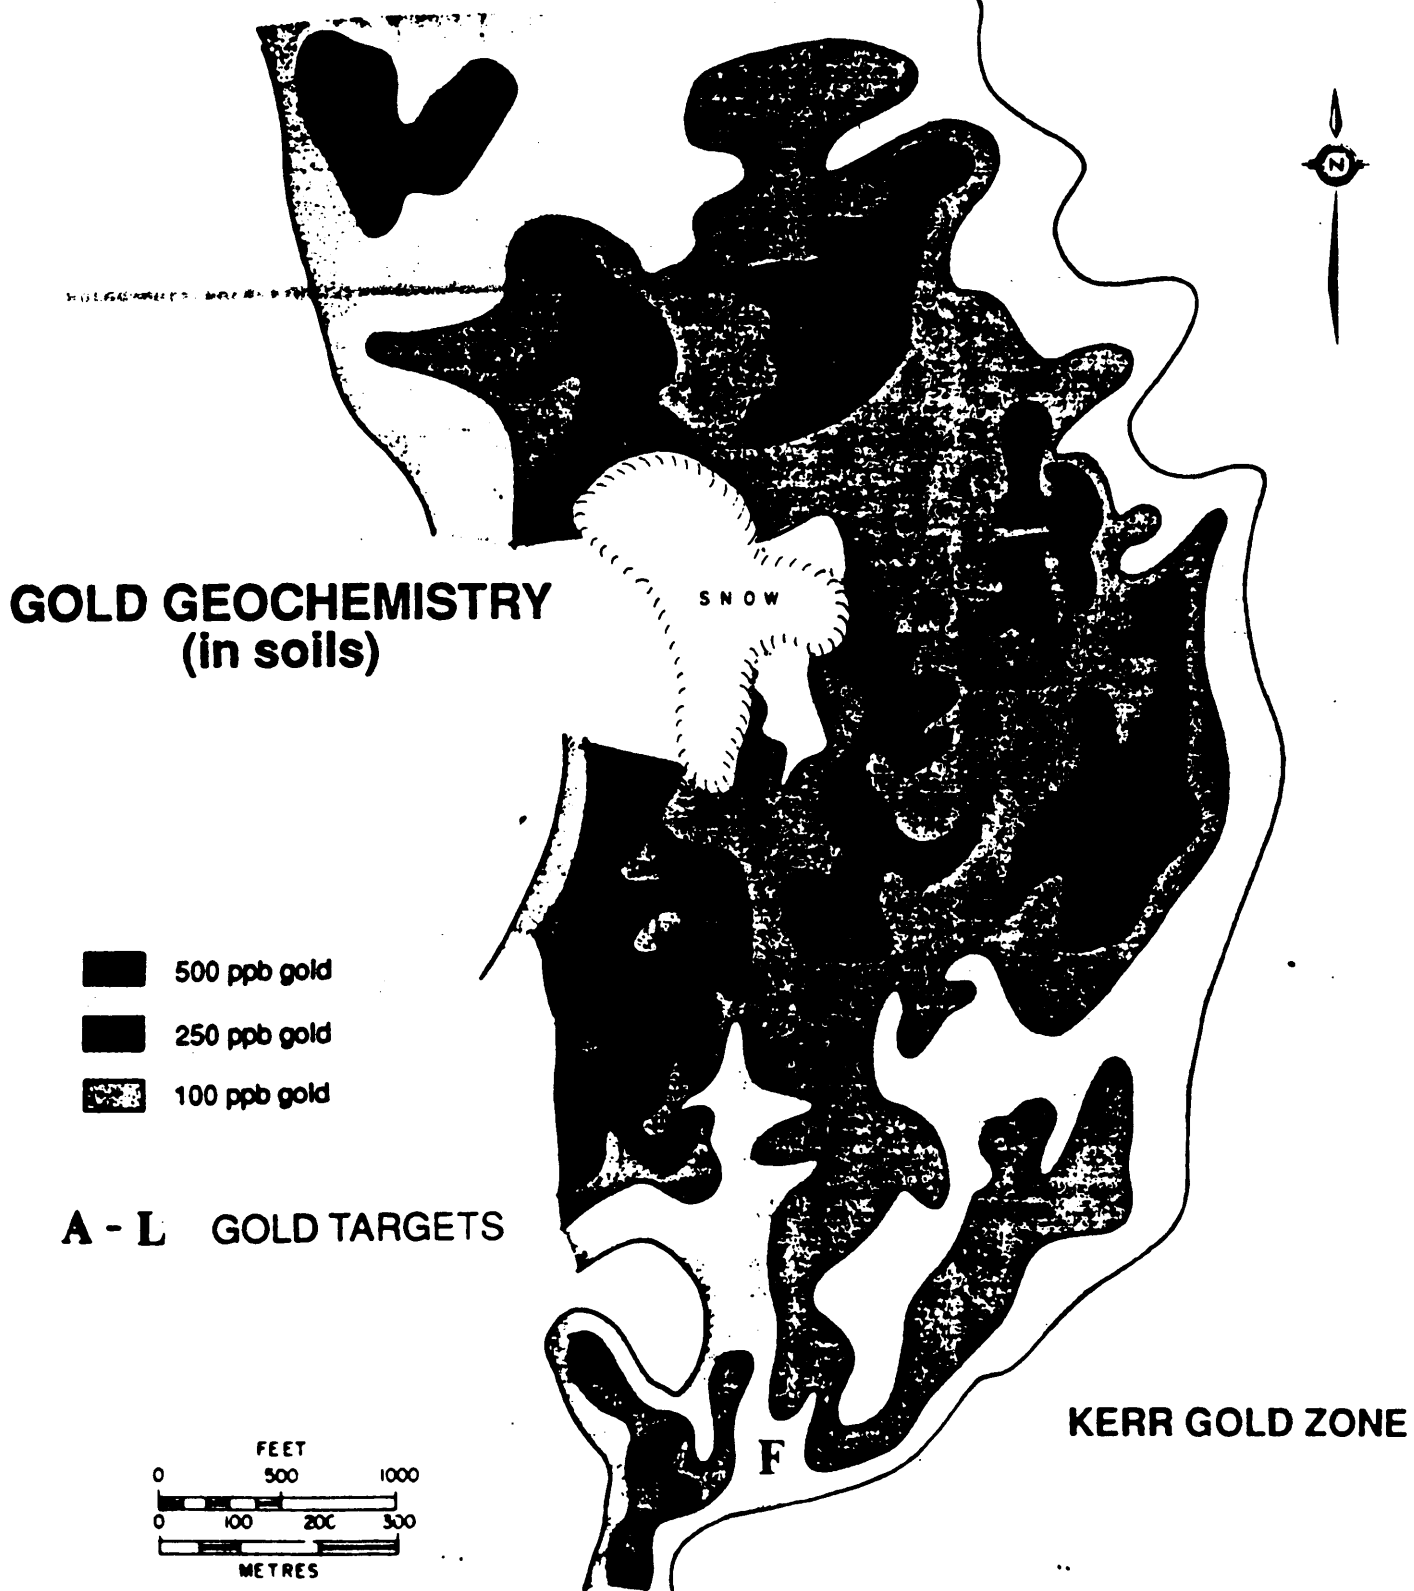 N
GOLD GEOCHEMISTRY
(in soils)
SNOW
500 ppb gold
250 ppb gold
100 ppb gold
A - L GOLD TARGETS
KERR GOLD ZONE
F
FEET
0 500 1000
0 100 200 300
METRES